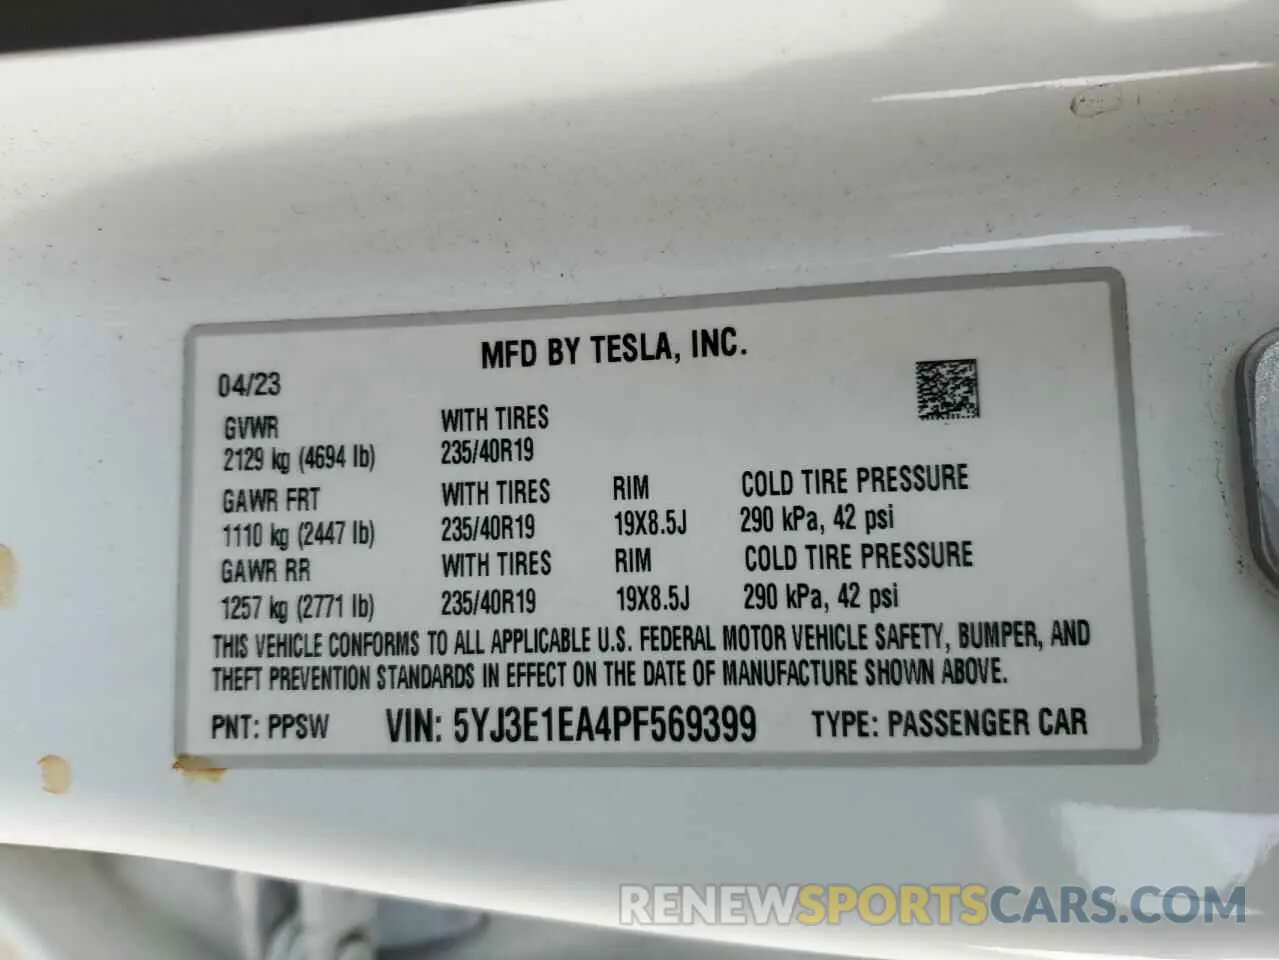 MFD BY TESLA, INC.
04/23
GVWR WITH TIRES
2129 kg (4694 lb) 235/40R19
GAWR FRT WITH TIRES RIM COLD TIRE PRESSURE
1110 kg (2447 lb) 235/40R19 19X8.5J 290 kPa, 42 psi
GAWR RR WITH TIRES RIM COLD TIRE PRESSURE
1257 kg (2771 lb) 235/40R19 19X8.5J 290 kPa, 42 psi
THIS VEHICLE CONFORMS TO ALL APPLICABLE U.S. FEDERAL MOTOR VEHICLE SAFETY, BUMPER, AND
THEFT PREVENTION STANDARDS IN EFFECT ON THE DATE OF MANUFACTURE SHOWN ABOVE.
PNT: PPSW VIN: 5YJ3E1EA4PF569399 TYPE: PASSENGER CAR
RENEWSPORTSCARS.COM